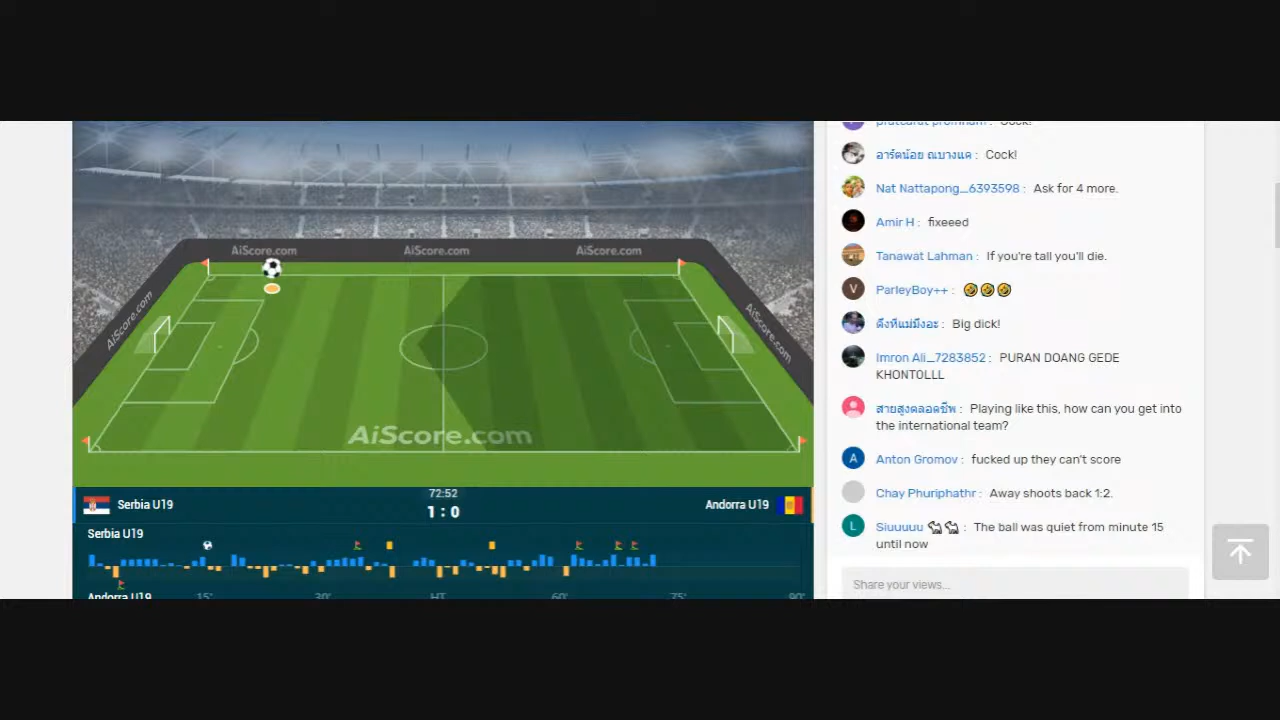 pratcarat promnam : Cock!
อาร์ตน้อย ณบางแค : Cock!
Nat Nattapong_6393598 : Ask for 4 more.
Amir H : fixeeed
Tanawat Lahman : If you're tall you'll die.
V ParleyBoy++ : 🤣🤣🤣
ดึงหีแม่มึงอะ : Big dick!
Imron Ali_7283852 : PURAN DOANG GEDE
KHONTOLLL
สายสูงตลอดชีพ : Playing like this, how can you get into
the international team?
A Anton Gromov : fucked up they can't score
Chay Phuriphathr : Away shoots back 1:2.
L Siuuuuu 🐆🐆 : The ball was quiet from minute 15
until now
Share your views...
AiScore.com AiScore.com AiScore.com
AiScore.com
AiScore.com
AiScore.com
72:52
Serbia U19 1 : 0 Andorra U19
Serbia U19
Andorra U19 15' 30' HT 60' 75' 90'